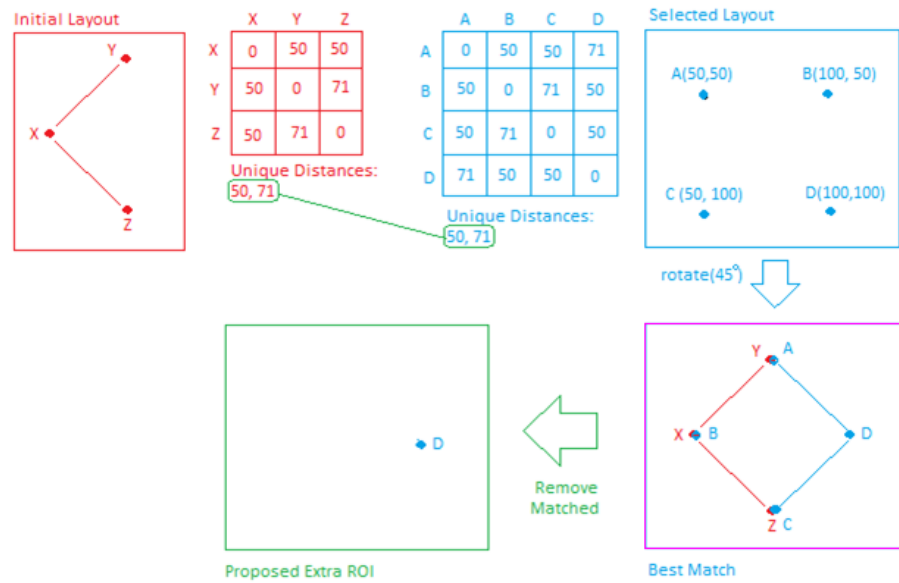 Initial Layout
Y
X
Z
X Y Z
X 0 50 50
Y 50 0 71
Z 50 71 0
Unique Distances:
50, 71
A B C D
A 0 50 50 71
B 50 0 71 50
C 50 71 0 50
D 71 50 50 0
Unique Distances:
50, 71
Selected Layout
A(50,50) B(100, 50)
C (50, 100) D(100,100)
rotate(45°)
Y A
X B D
Z C
Best Match
Remove
Matched
D
Proposed Extra ROI